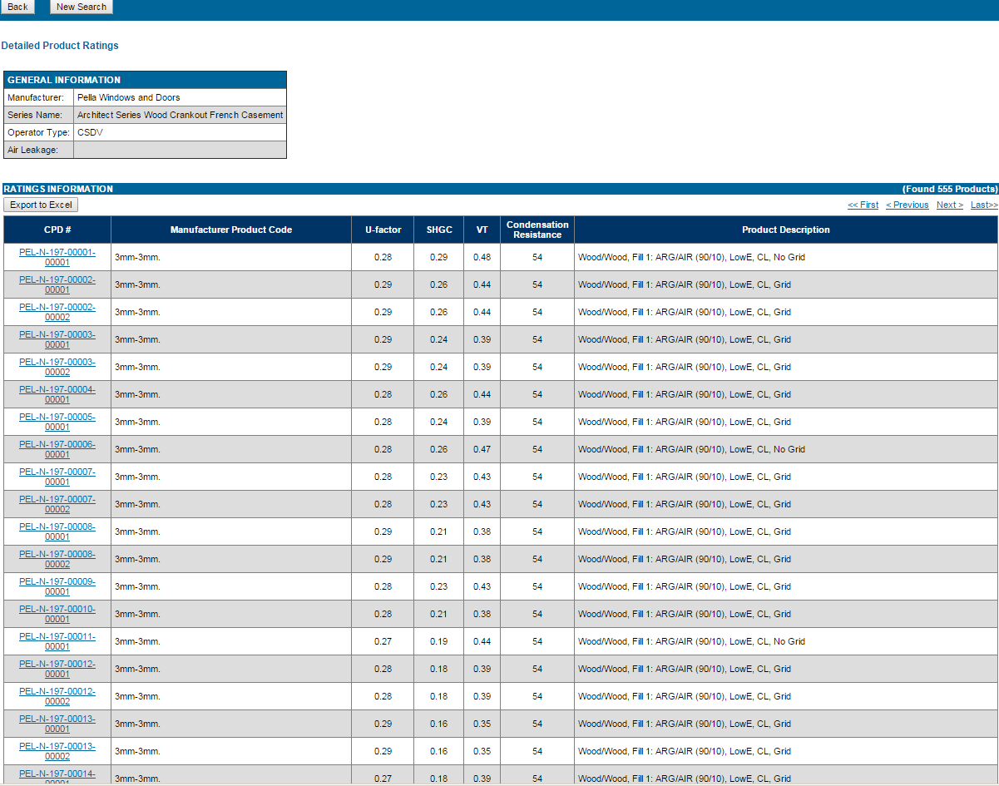 Back New Search
Detailed Product Ratings
GENERAL INFORMATION
Manufacturer: Pella Windows and Doors
Series Name: Architect Series Wood Crankout French Casement
Operator Type: CSDV
Air Leakage:
RATINGS INFORMATION (Found 555 Products)
Export to Excel << First < Previous Next > Last>>
CPD # Manufacturer Product Code U-factor SHGC VT Condensation Resistance Product Description
PEL-N-197-00001-00001 3mm-3mm. 0.28 0.29 0.48 54 Wood/Wood, Fill 1: ARG/AIR (90/10), LowE, CL, No Grid
PEL-N-197-00002-00001 3mm-3mm. 0.29 0.26 0.44 54 Wood/Wood, Fill 1: ARG/AIR (90/10), LowE, CL, Grid
PEL-N-197-00002-00002 3mm-3mm. 0.29 0.26 0.44 54 Wood/Wood, Fill 1: ARG/AIR (90/10), LowE, CL, Grid
PEL-N-197-00003-00001 3mm-3mm. 0.29 0.24 0.39 54 Wood/Wood, Fill 1: ARG/AIR (90/10), LowE, CL, Grid
PEL-N-197-00003-00002 3mm-3mm. 0.29 0.24 0.39 54 Wood/Wood, Fill 1: ARG/AIR (90/10), LowE, CL, Grid
PEL-N-197-00004-00001 3mm-3mm. 0.28 0.26 0.44 54 Wood/Wood, Fill 1: ARG/AIR (90/10), LowE, CL, Grid
PEL-N-197-00005-00001 3mm-3mm. 0.28 0.24 0.39 54 Wood/Wood, Fill 1: ARG/AIR (90/10), LowE, CL, Grid
PEL-N-197-00006-00001 3mm-3mm. 0.28 0.26 0.47 54 Wood/Wood, Fill 1: ARG/AIR (90/10), LowE, CL, No Grid
PEL-N-197-00007-00001 3mm-3mm. 0.28 0.23 0.43 54 Wood/Wood, Fill 1: ARG/AIR (90/10), LowE, CL, Grid
PEL-N-197-00007-00002 3mm-3mm. 0.28 0.23 0.43 54 Wood/Wood, Fill 1: ARG/AIR (90/10), LowE, CL, Grid
PEL-N-197-00008-00001 3mm-3mm. 0.29 0.21 0.38 54 Wood/Wood, Fill 1: ARG/AIR (90/10), LowE, CL, Grid
PEL-N-197-00008-00002 3mm-3mm. 0.29 0.21 0.38 54 Wood/Wood, Fill 1: ARG/AIR (90/10), LowE, CL, Grid
PEL-N-197-00009-00001 3mm-3mm. 0.28 0.23 0.43 54 Wood/Wood, Fill 1: ARG/AIR (90/10), LowE, CL, Grid
PEL-N-197-00010-00001 3mm-3mm. 0.28 0.21 0.38 54 Wood/Wood, Fill 1: ARG/AIR (90/10), LowE, CL, Grid
PEL-N-197-00011-00001 3mm-3mm. 0.27 0.19 0.44 54 Wood/Wood, Fill 1: ARG/AIR (90/10), LowE, CL, No Grid
PEL-N-197-00012-00001 3mm-3mm. 0.28 0.18 0.39 54 Wood/Wood, Fill 1: ARG/AIR (90/10), LowE, CL, Grid
PEL-N-197-00012-00002 3mm-3mm. 0.28 0.18 0.39 54 Wood/Wood, Fill 1: ARG/AIR (90/10), LowE, CL, Grid
PEL-N-197-00013-00001 3mm-3mm. 0.29 0.16 0.35 54 Wood/Wood, Fill 1: ARG/AIR (90/10), LowE, CL, Grid
PEL-N-197-00013-00002 3mm-3mm. 0.29 0.16 0.35 54 Wood/Wood, Fill 1: ARG/AIR (90/10), LowE, CL, Grid
PEL-N-197-00014- 3mm-3mm. 0.27 0.18 0.39 54 Wood/Wood, Fill 1: ARG/AIR (90/10), LowE, CL, Grid